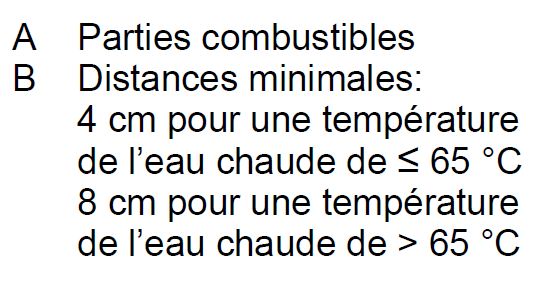 A Parties combustibles
B Distances minimales:
4 cm pour une température
de l’eau chaude de ≤ 65 °C
8 cm pour une température
de l’eau chaude de > 65 °C